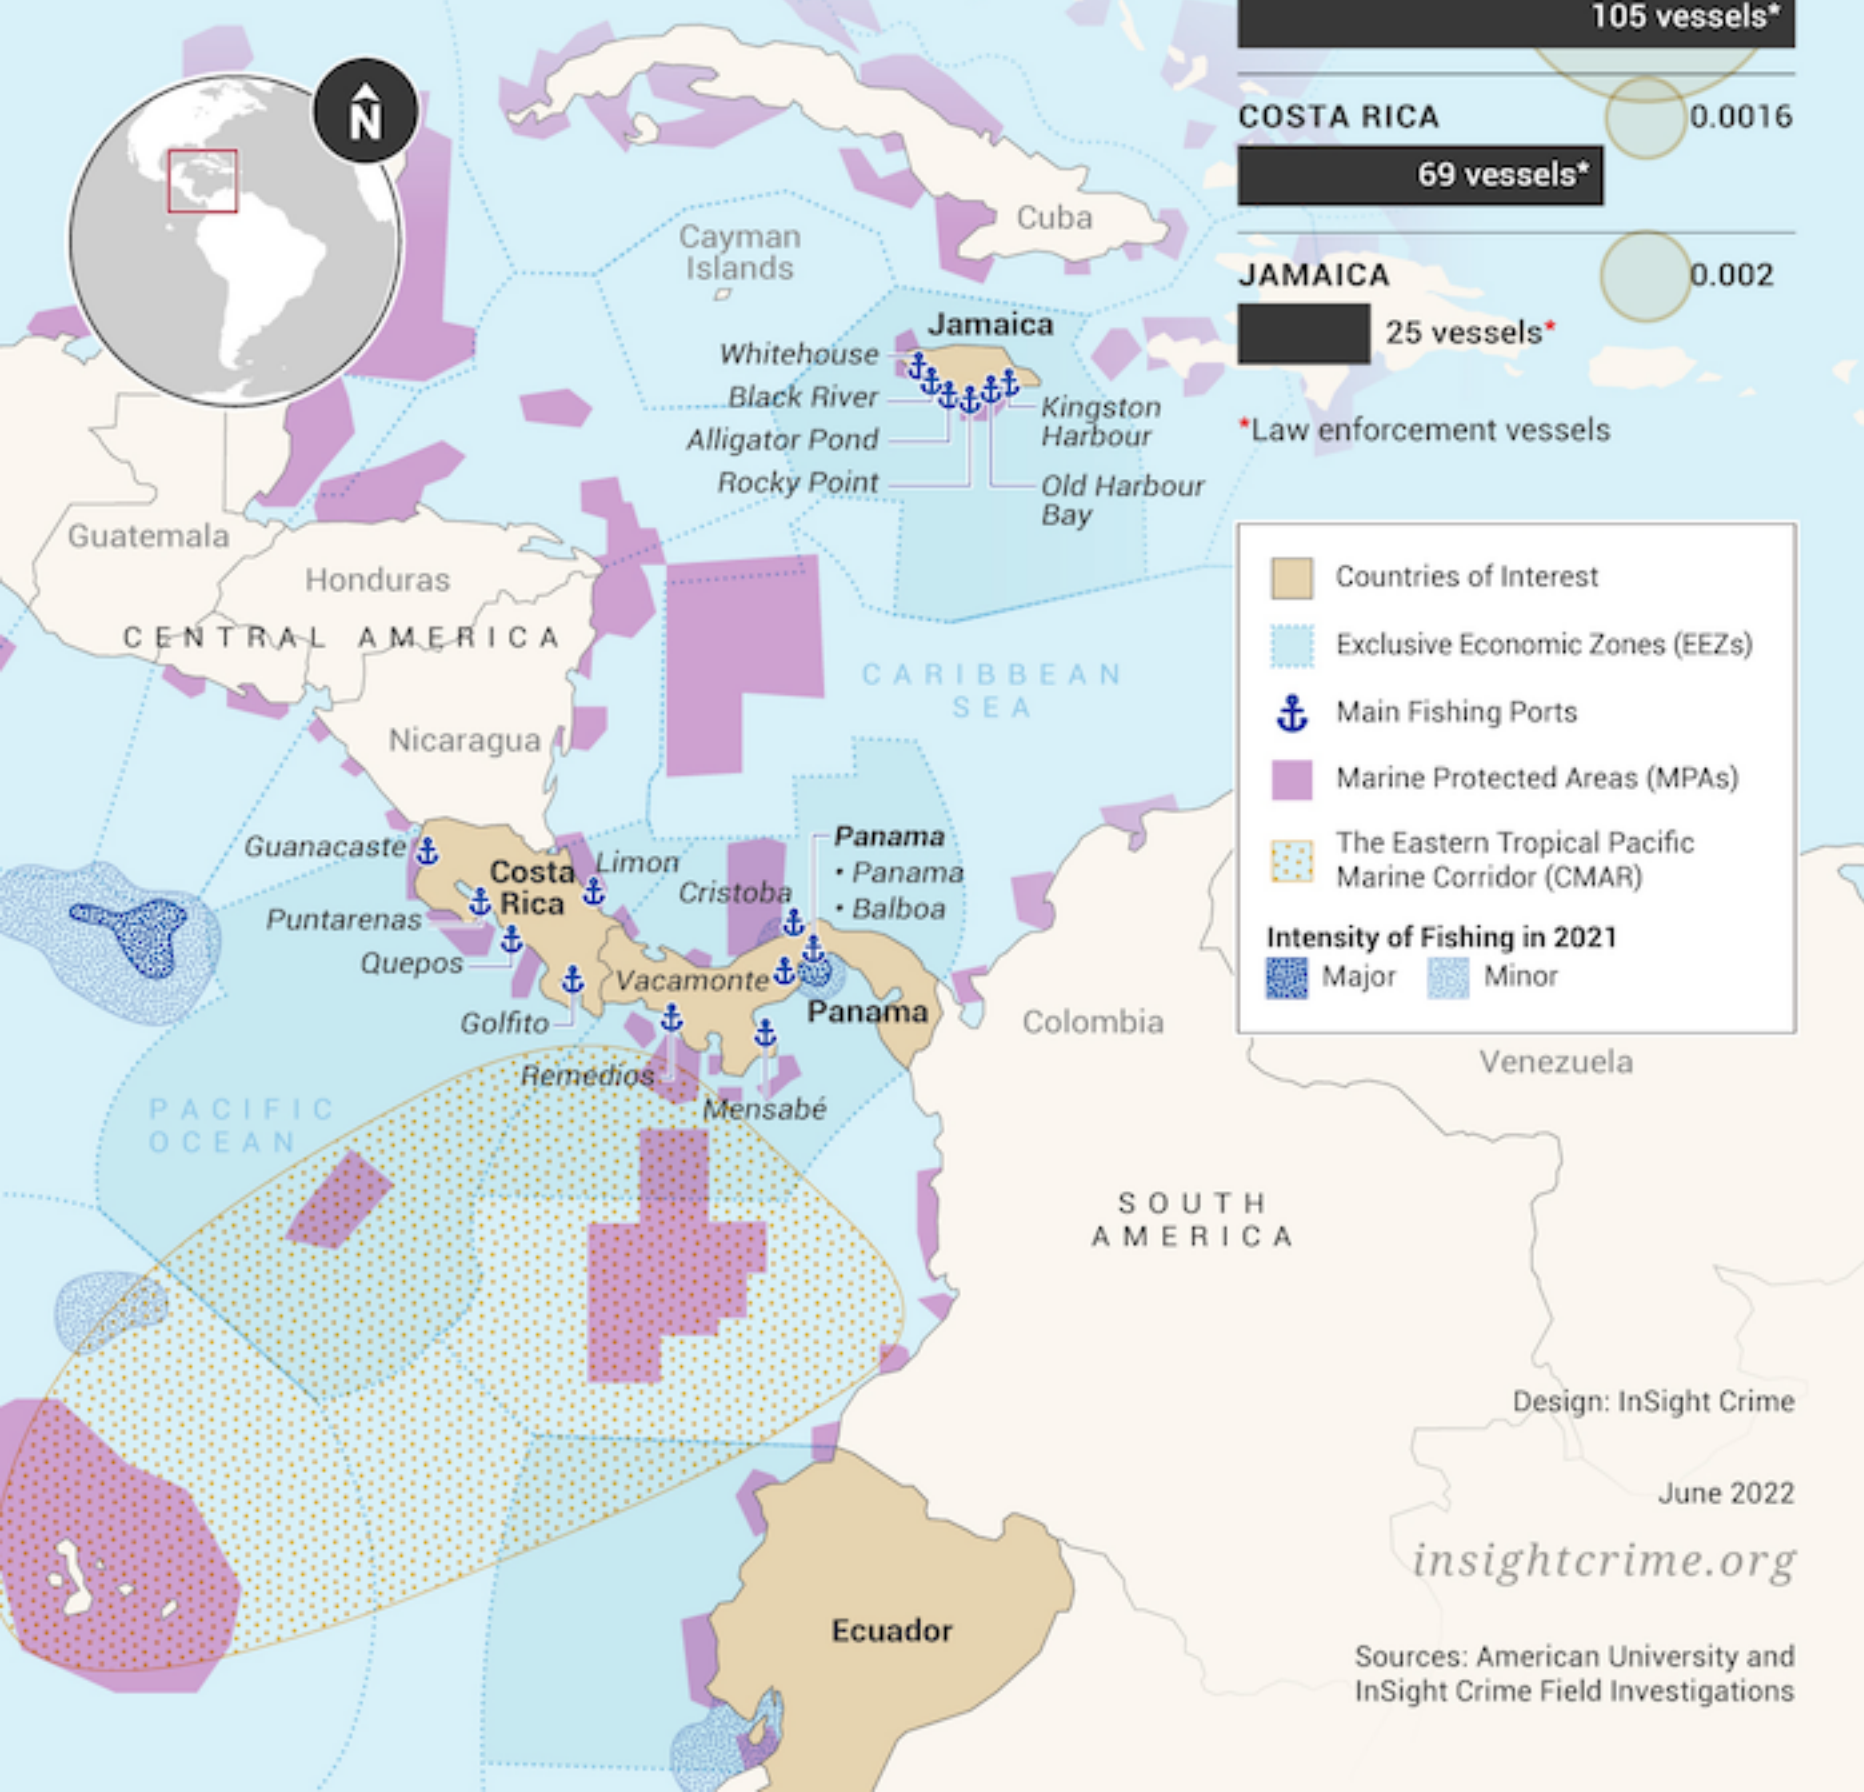 105 vessels*
N
COSTA RICA
0.0016
69 vessels*
JAMAICA
0.002
25 vessels*
*Law enforcement vessels
Cuba
Cayman
Islands
Jamaica
Whitehouse
Black River
Alligator Pond
Rocky Point
Kingston
Harbour
Old Harbour
Bay
Guatemala
Honduras
CENTRAL AMERICA
Nicaragua
CARIBBEAN
SEA
Countries of Interest
Exclusive Economic Zones (EEZs)
Main Fishing Ports
Marine Protected Areas (MPAs)
The Eastern Tropical Pacific
Marine Corridor (CMAR)
Intensity of Fishing in 2021
Major
Minor
Guanacaste
Costa
Rica
Limon
Puntarenas
Quepos
Golfito
Cristoba
Panama
• Panama
• Balboa
Vacamonte
Panama
Remedios
Mensabé
Colombia
Venezuela
PACIFIC
OCEAN
SOUTH
AMERICA
Ecuador
Design: InSight Crime
June 2022
insightcrime.org
Sources: American University and
InSight Crime Field Investigations